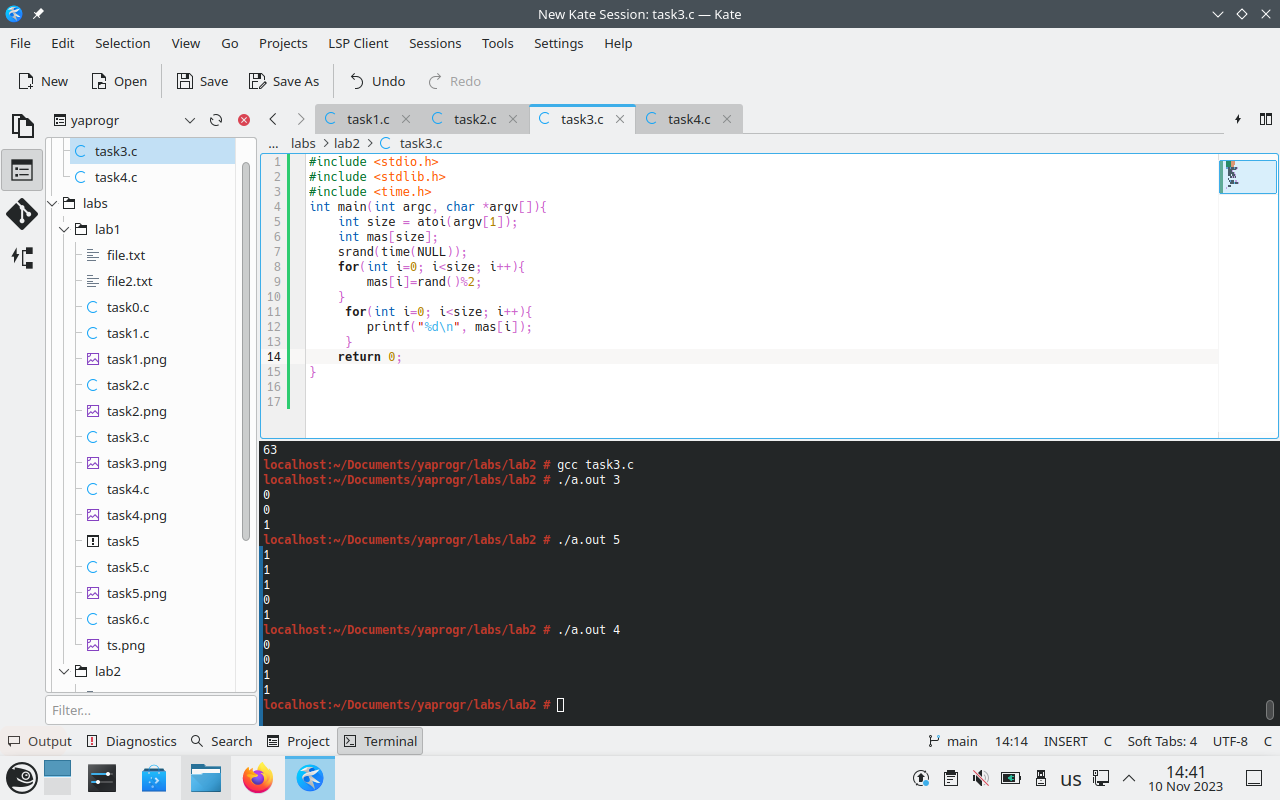 New Kate Session: task3.c — Kate
File Edit Selection View Go Projects LSP Client Sessions Tools Settings Help
New Open Save Save As Undo Redo
yaprogr
task3.c
task4.c
labs
lab1
file.txt
file2.txt
task0.c
task1.c
task1.png
task2.c
task2.png
task3.c
task3.png
task4.c
task4.png
task5
task5.c
task5.png
task6.c
ts.png
lab2
Filter...
task1.c task2.c task3.c task4.c
... labs lab2 task3.c
1 #include <stdio.h>
2 #include <stdlib.h>
3 #include <time.h>
4 int main(int argc, char *argv[]){
5 int size = atoi(argv[1]);
6 int mas[size];
7 srand(time(NULL));
8 for(int i=0; i<size; i++){
9 mas[i]=rand()%2;
10 }
11 for(int i=0; i<size; i++){
12 printf("%d\n", mas[i]);
13 }
14 return 0;
15 }
16
17
63
localhost:~/Documents/yaprogr/labs/lab2 # gcc task3.c
localhost:~/Documents/yaprogr/labs/lab2 # ./a.out 3
0
0
1
localhost:~/Documents/yaprogr/labs/lab2 # ./a.out 5
1
1
1
0
1
localhost:~/Documents/yaprogr/labs/lab2 # ./a.out 4
0
0
1
1
localhost:~/Documents/yaprogr/labs/lab2 #
Output Diagnostics Search Project Terminal main 14:14 INSERT C Soft Tabs: 4 UTF-8 C
us
14:41
10 Nov 2023